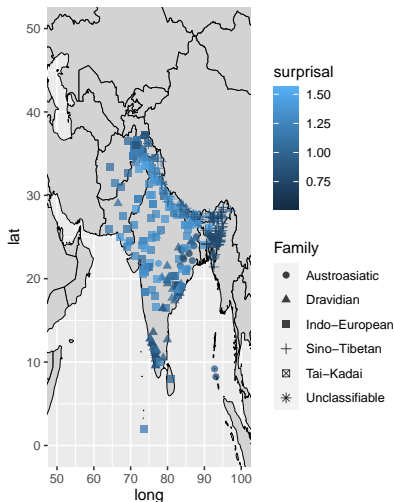 50
40
30
20
10
0
lat
50
60
70
80
90
100
long
surprisal
1.50
1.25
1.00
0.75
Family
Austroasiatic
Dravidian
Indo−European
Sino−Tibetan
Tai−Kadai
Unclassifiable